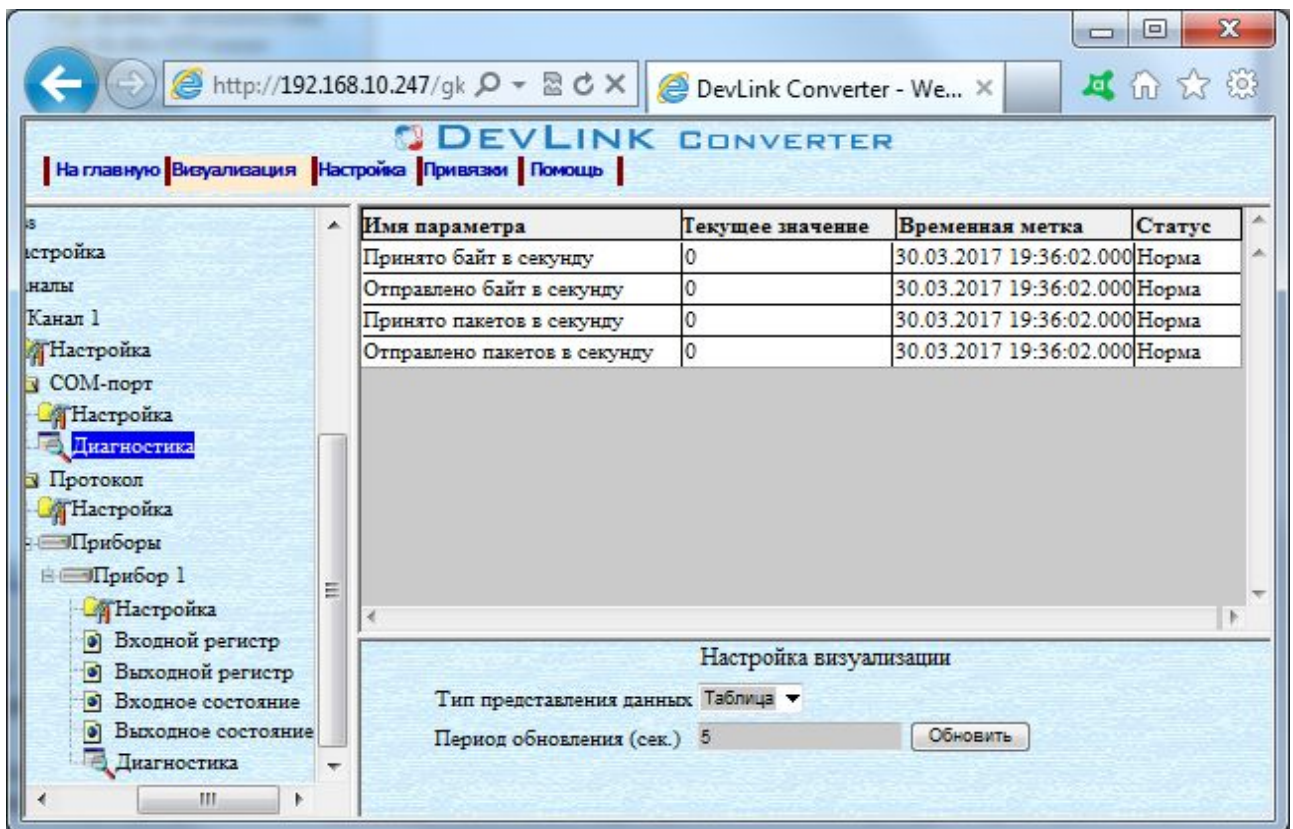 http://192.168.10.247/gk
DevLink Converter - We...
DEVLINK CONVERTER
На главную Визуализация Настройка Привязки Помощь
стройка
налы
Канал 1
Настройка
COM-порт
Настройка
Диагностика
Протокол
Настройка
Приборы
Прибор 1
Настройка
Входной регистр
Выходной регистр
Входное состояние
Выходное состояние
Диагностика
Имя параметра Текущее значение Временная метка Статус
Принято байт в секунду 0 30.03.2017 19:36:02.000 Норма
Отправлено байт в секунду 0 30.03.2017 19:36:02.000 Норма
Принято пакетов в секунду 0 30.03.2017 19:36:02.000 Норма
Отправлено пакетов в секунду 0 30.03.2017 19:36:02.000 Норма
Настройка визуализации
Тип представления данных Таблица
Период обновления (сек.) 5 Обновить